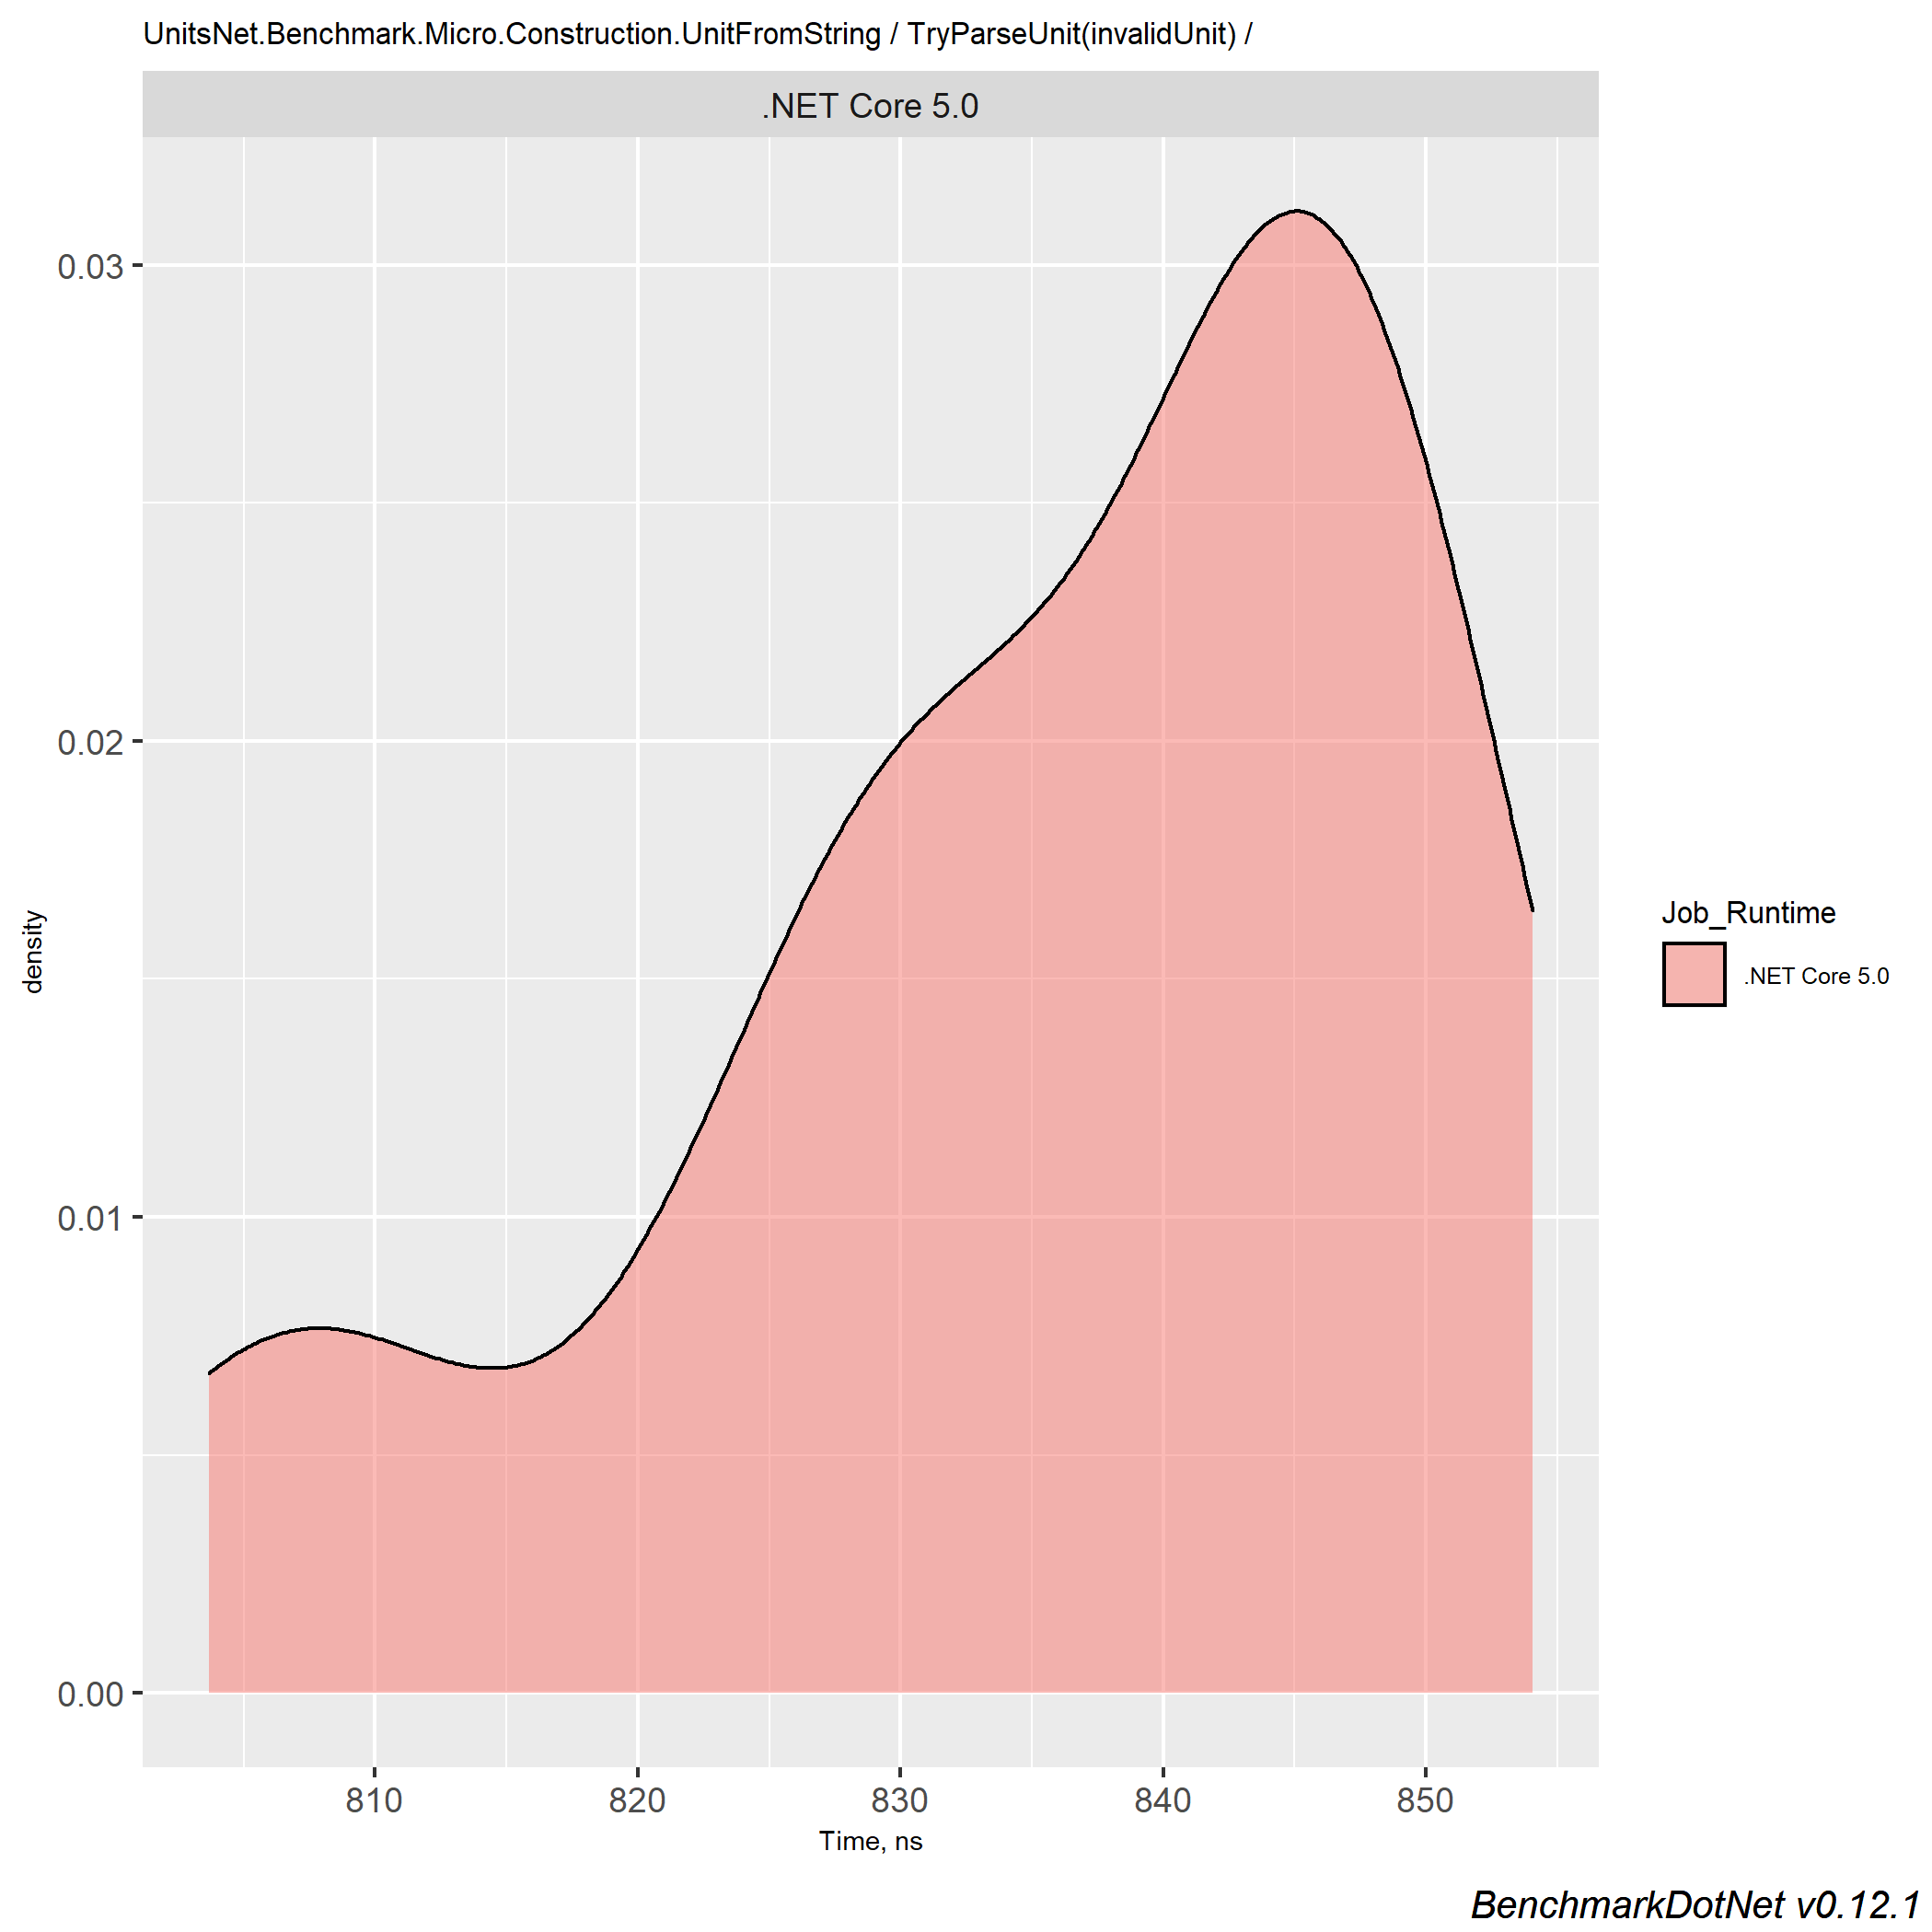 UnitsNet.Benchmark.Micro.Construction.UnitFromString / TryParseUnit(invalidUnit) /
.NET Core 5.0
0.03
0.02
0.01
0.00
density
810 820 830 840 850
Time, ns
Job_Runtime
.NET Core 5.0
BenchmarkDotNet v0.12.1